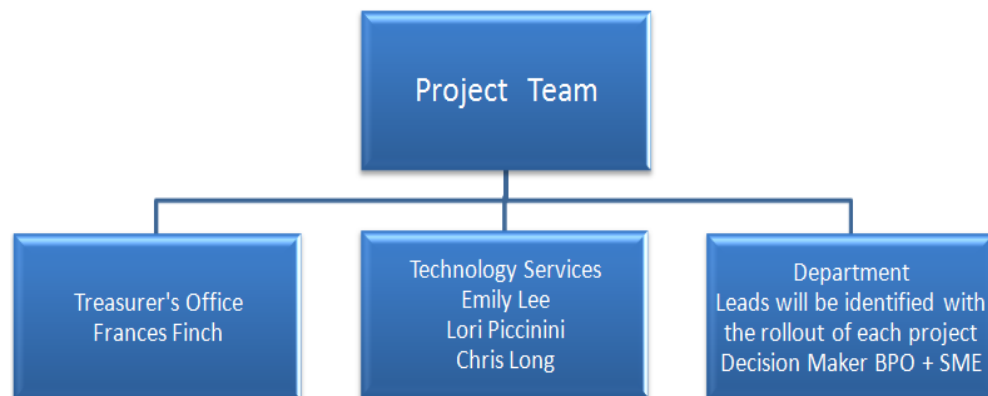 Project Team
Treasurer's Office
Frances Finch
Technology Services
Emily Lee
Lori Piccinini
Chris Long
Department
Leads will be identified with
the rollout of each project
Decision Maker BPO + SME